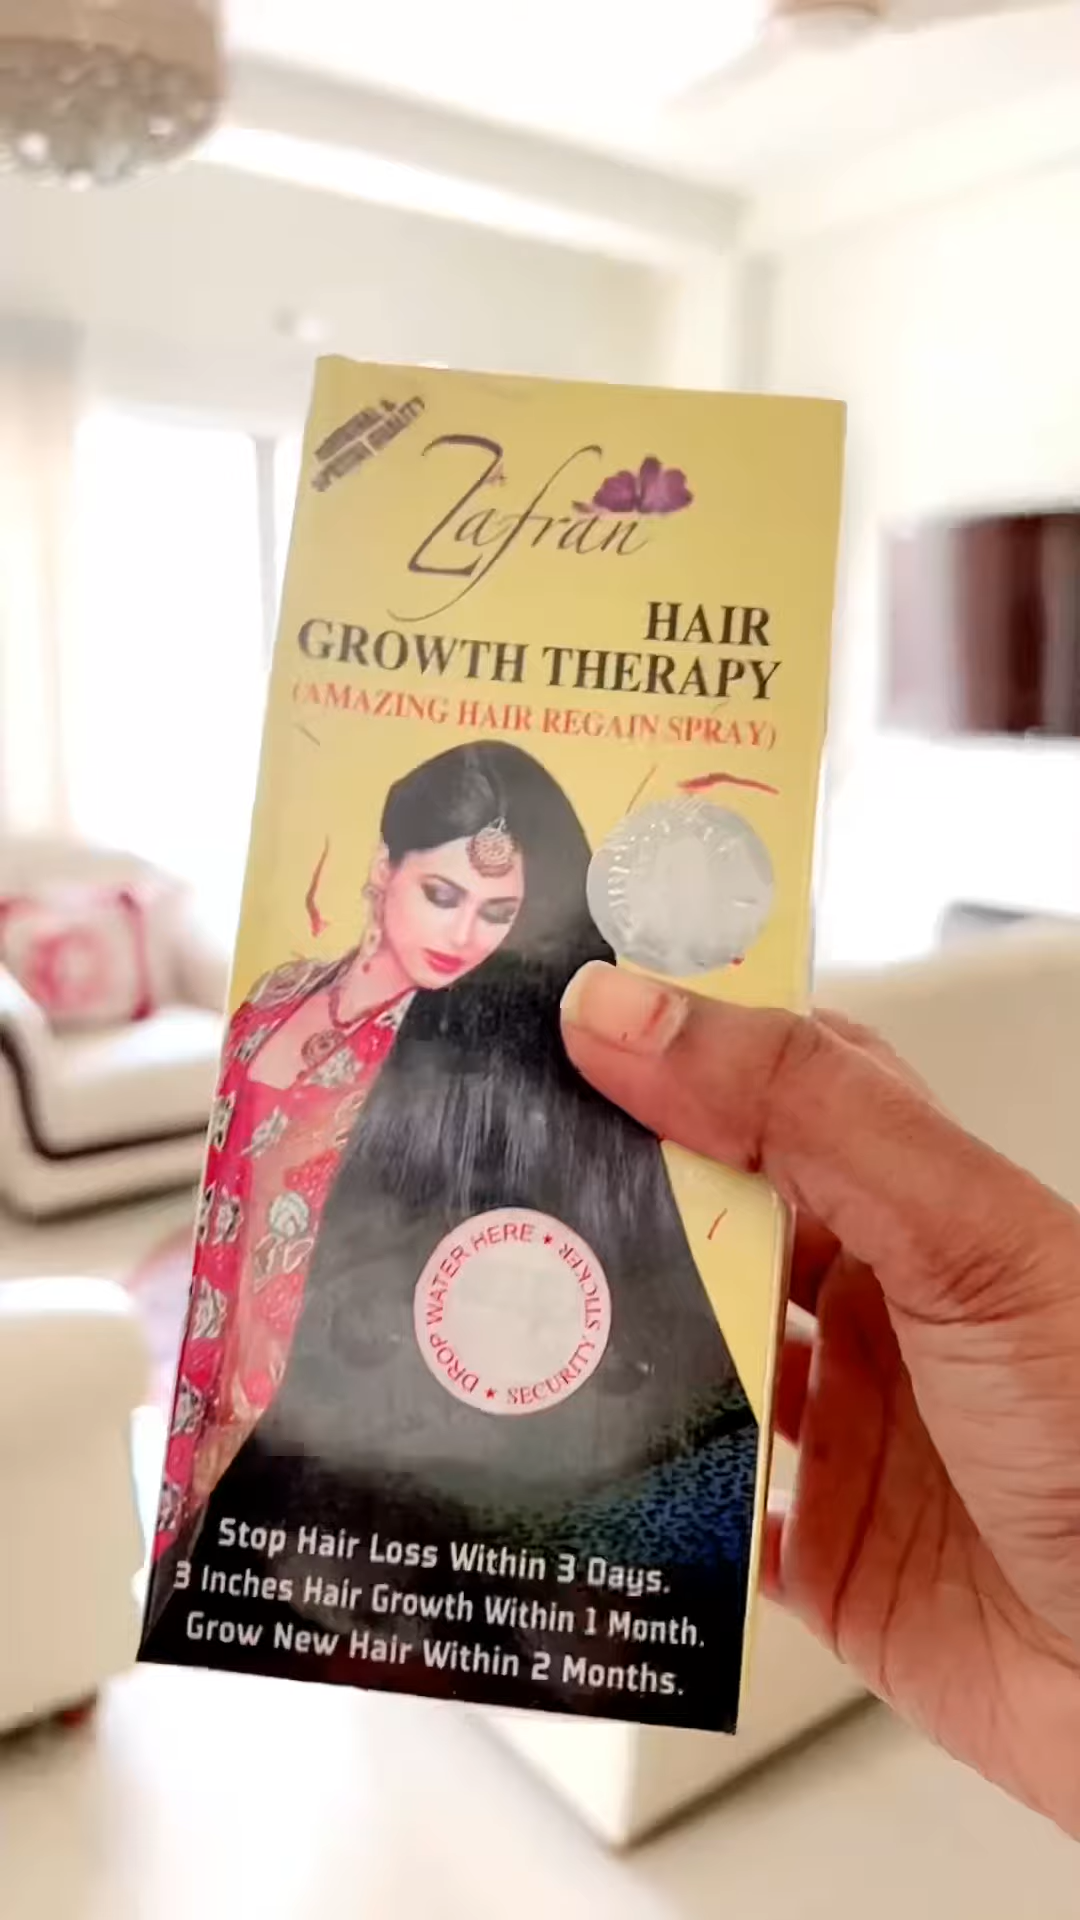 Zafran
HAIR
GROWTH THERAPY
(AMAZING HAIR REGAIN SPRAY)
DROP WATER HERE ★ SECURITY STICKER ★
Stop Hair Loss Within 3 Days.
3 Inches Hair Growth Within 1 Month.
Grow New Hair Within 2 Months.